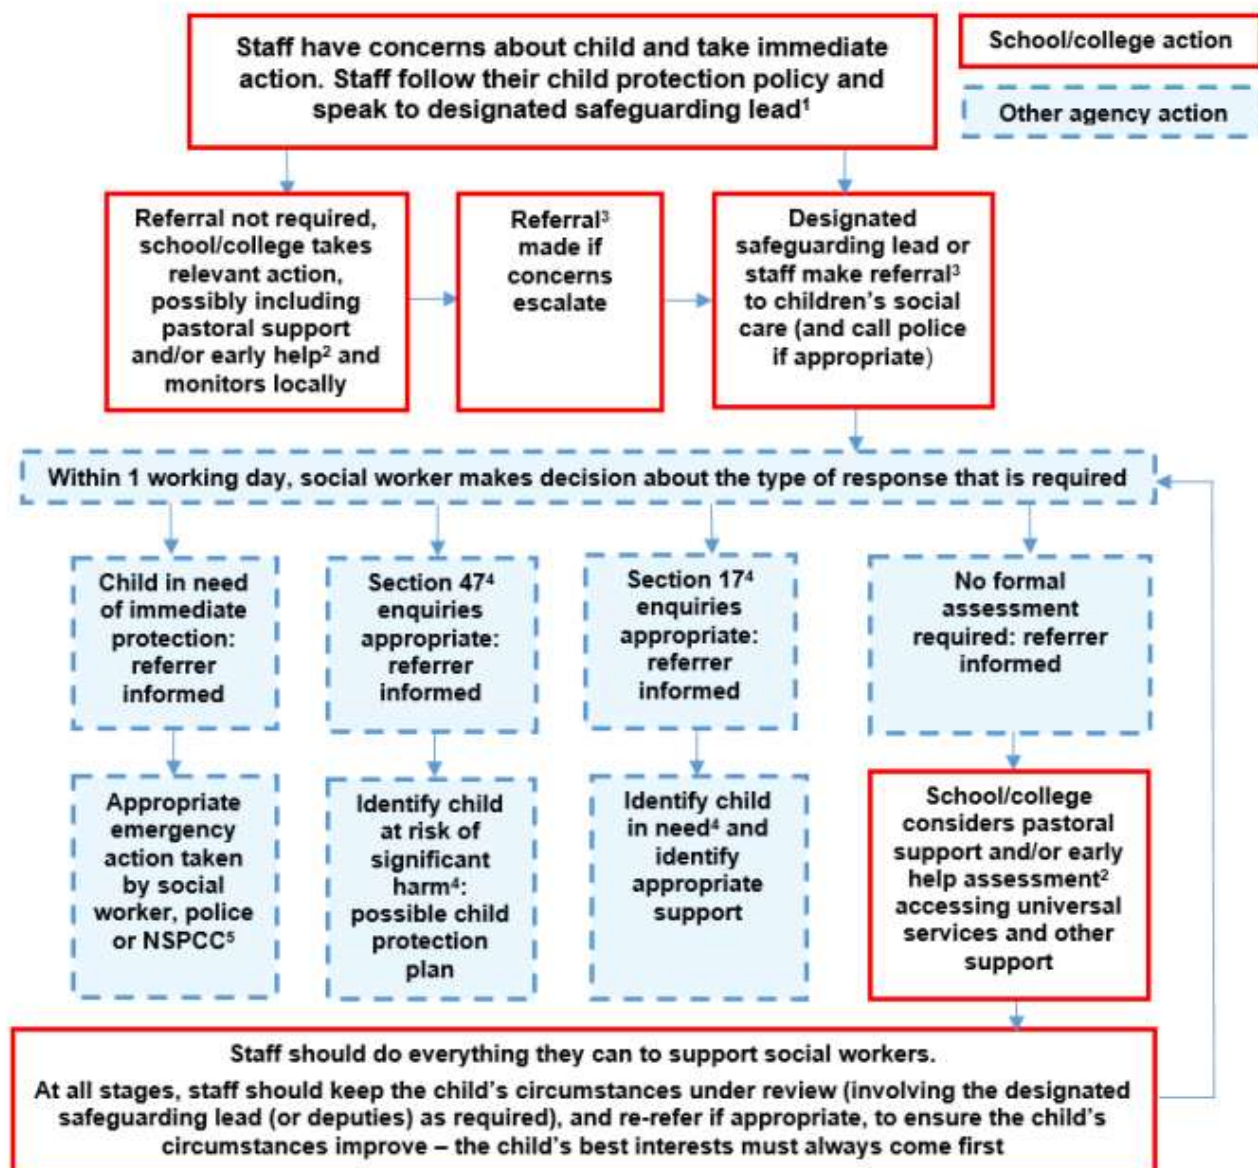 Staff have concerns about child and take immediate
action. Staff follow their child protection policy and
speak to designated safeguarding lead¹
School/college action
Other agency action
Referral not required,
school/college takes
relevant action,
possibly including
pastoral support
and/or early help² and
monitors locally
Referral³
made if
concerns
escalate
Designated
safeguarding lead or
staff make referral³
to children's social
care (and call police
if appropriate)
Within 1 working day, social worker makes decision about the type of response that is required
Child in need
of immediate
protection:
referrer
informed
Section 47⁴
enquiries
appropriate:
referrer
informed
Section 17⁴
enquiries
appropriate:
referrer
informed
No formal
assessment
required: referrer
informed
Appropriate
emergency
action taken
by social
worker, police
or NSPCC⁵
Identify child
at risk of
significant
harm⁴:
possible child
protection
plan
Identify child
in need⁴ and
identify
appropriate
support
School/college
considers pastoral
support and/or early
help assessment²
accessing universal
services and other
support
Staff should do everything they can to support social workers.
At all stages, staff should keep the child's circumstances under review (involving the designated
safeguarding lead (or deputies) as required), and re-refer if appropriate, to ensure the child's
circumstances improve – the child's best interests must always come first